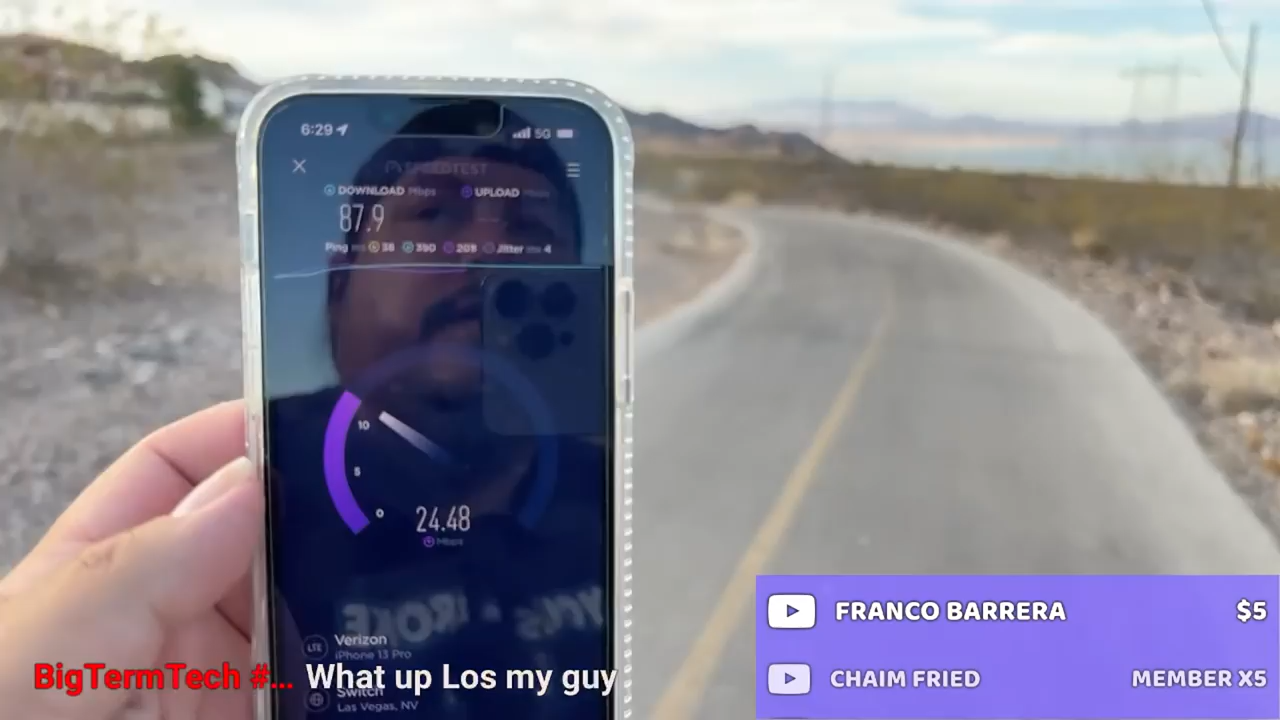 6:29
5G
SPEEDTEST
DOWNLOAD Mbps UPLOAD Mbps
87.9
Ping ms 38 390 209 Jitter ms 4
10
5
0
24.48
Mbps
LTE Verizon
iPhone 13 Pro
Switch
Las Vegas, NV
BigTermTech #... What up Los my guy
FRANCO BARRERA $5
CHAIM FRIED MEMBER X5